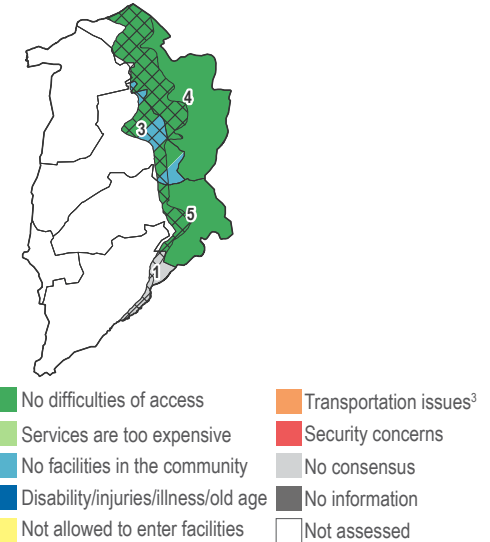 4
3
5
1
No difficulties of access
Services are too expensive
No facilities in the community
Disability/injuries/illness/old age
Not allowed to enter facilities
Transportation issues³
Security concerns
No consensus
No information
Not assessed